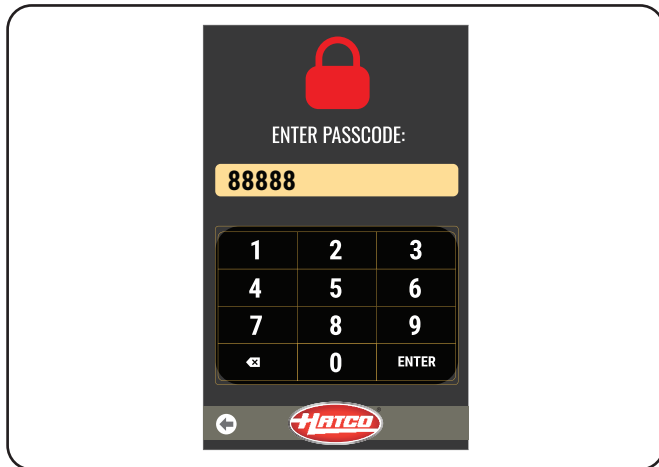 ENTER PASSCODE:
88888
1 2 3
4 5 6
7 8 9
0 ENTER
HATCO®